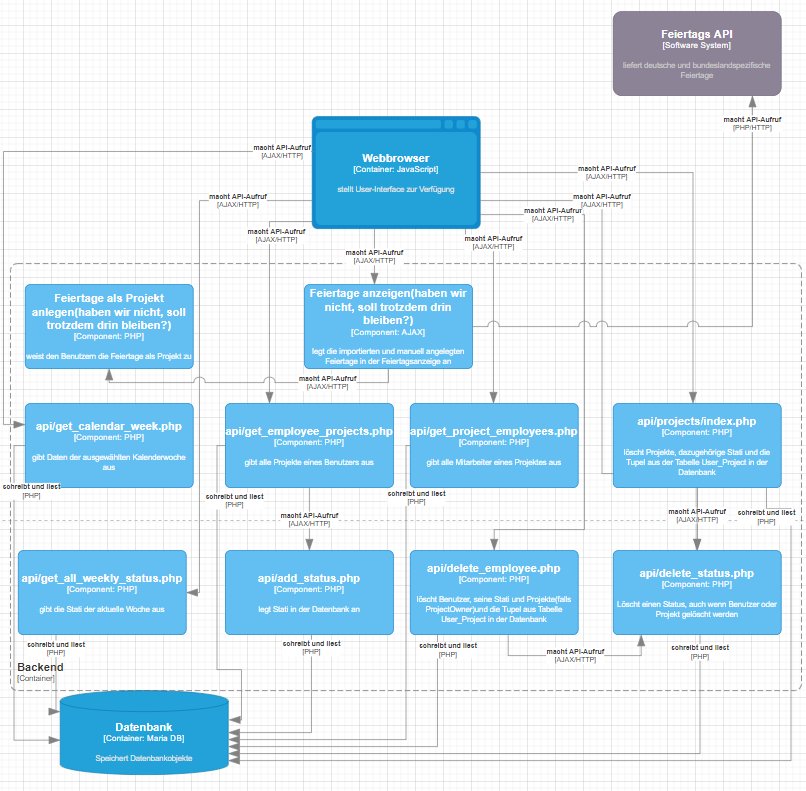 Feiertags API
[Software System]
liefert deutsche und bundeslandspezifische
Feiertage
macht API-Aufruf
[PHP/HTTP]
Webbrowser
[Container: JavaScript]
stellt User-Interface zur Verfügung
macht API-Aufruf
[AJAX/HTTP]
macht API-Aufruf
[AJAX/HTTP]
macht API-Aufruf
[AJAX/HTTP]
macht API-Aufruf
[AJAX/HTTP]
macht API-Aufruf
[AJAX/HTTP]
macht API-Aufruf
[AJAX/HTTP]
macht API-Aufruf
[AJAX/HTTP]
macht API-Aufruf
[AJAX/HTTP]
Feiertage als Projekt
anlegen(haben wir nicht, soll
trotzdem drin bleiben?)
[Component: PHP]
weist den Benutzern die Feiertage als Projekt zu
Feiertage anzeigen(haben wir
nicht, soll trotzdem drin
bleiben?)
[Component: AJAX]
legt die importierten und manuell angelegten
Feiertage in der Feiertagsanzeige an
macht API-Aufruf
[AJAX/HTTP]
api/get_calendar_week.php
[Component: PHP]
gibt Daten der ausgewählten Kalenderwoche
aus
api/get_employee_projects.php
[Component: PHP]
gibt alle Projekte eines Benutzers aus
api/get_project_employees.php
[Component: PHP]
gibt alle Mitarbeiter eines Projektes aus
api/projects/index.php
[Component: PHP]
löscht Projekte, dazugehörige Stati und die
Tupel aus der Tabelle User_Project in der
Datenbank
schreibt und liest
[PHP]
schreibt und liest
[PHP]
schreibt und liest
[PHP]
macht API-Aufruf
[AJAX/HTTP]
macht API-Aufruf
[AJAX/HTTP]
schreibt und liest
[PHP]
api/get_all_weekly_status.php
[Component: PHP]
gibt die Stati der aktuelle Woche aus
api/add_status.php
[Component: PHP]
legt Stati in der Datenbank an
api/delete_employee.php
[Component: PHP]
löscht Benutzer, seine Stati und Projekte(falls
ProjectOwner)und die Tupel aus Tabelle
User_Project in der Datenbank
api/delete_status.php
[Component: PHP]
Löscht einen Status, auch wenn Benutzer oder
Projekt gelöscht werden
schreibt und liest
[PHP]
schreibt und liest
[PHP]
schreibt und liest
[PHP]
macht API-Aufruf
[AJAX/HTTP]
schreibt und liest
[PHP]
Backend
[Container]
Datenbank
[Container: Maria DB]
Speichert Datenbankobjekte